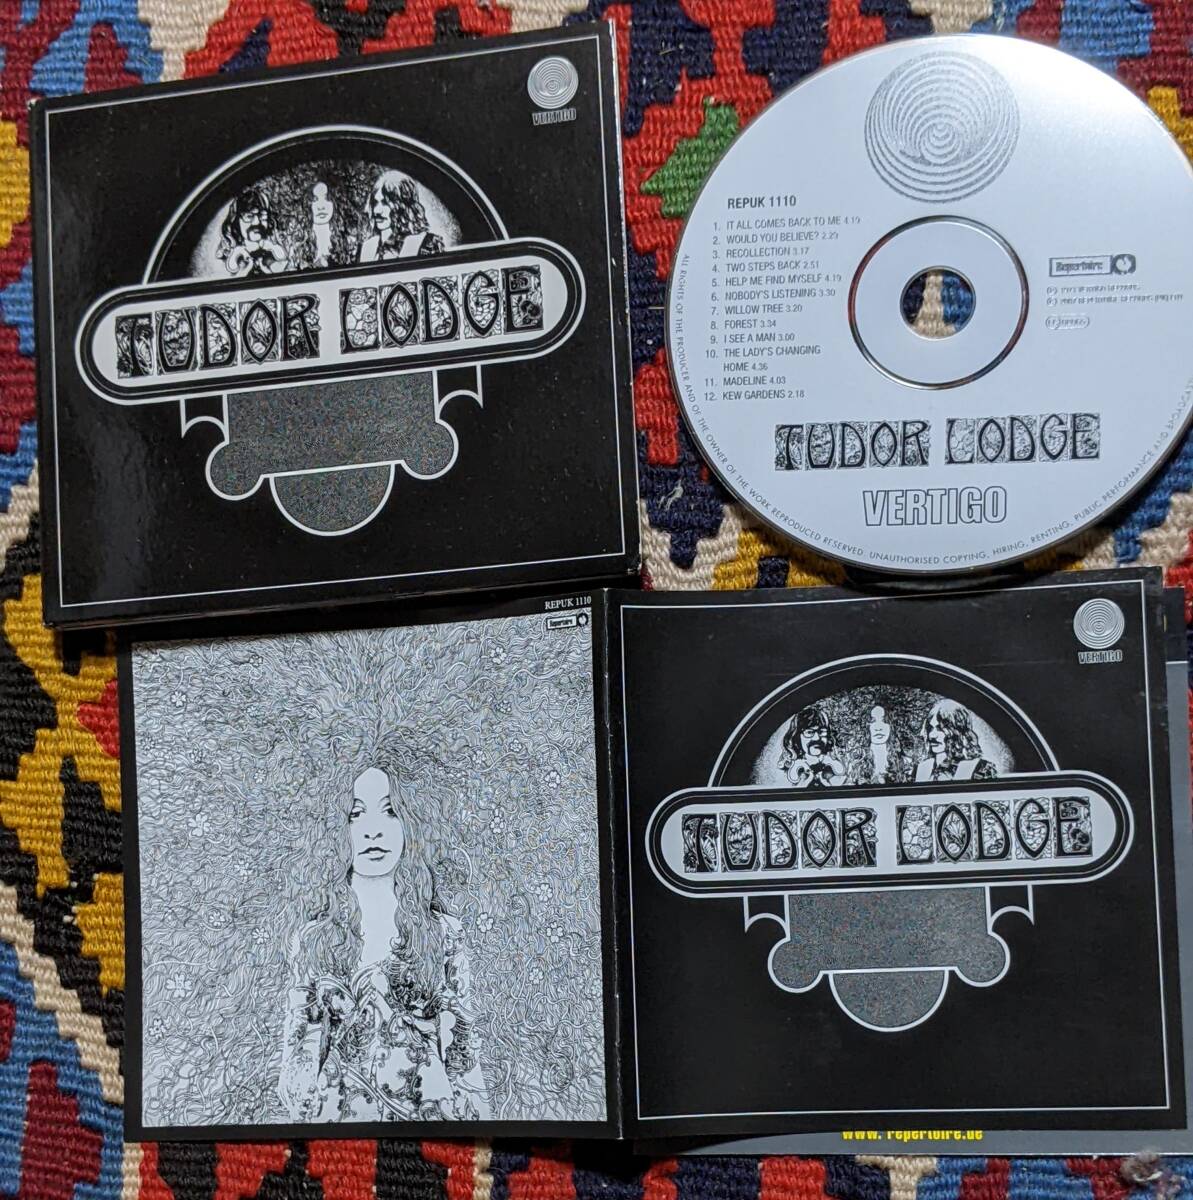 VERTIGO
TUDOR LODGE
REPUK 1110
1. IT ALL COMES BACK TO ME 4.19
2. WOULD YOU BELIEVE? 2.29
3. RECOLLECTION 3.17
4. TWO STEPS BACK 2.51
5. HELP ME FIND MYSELF 4.19
6. NOBODY'S LISTENING 3.30
7. WILLOW TREE 3.20
8. FOREST 3.34
9. I SEE A MAN 3.00
10. THE LADY'S CHANGING
HOME 4.36
11. MADELINE 4.03
12. KEW GARDENS 2.18
Repertoire
TUDOR LODGE
VERTIGO
ALL RIGHTS OF THE PRODUCER AND OF THE OWNER OF THE WORK REPRODUCED RESERVED. UNAUTHORISED COPYING, HIRING, RENTING, PUBLIC PERFORMANCE AND
REPUK 1110
Repertoire
VERTIGO
TUDOR LODGE
www. repertoire.de